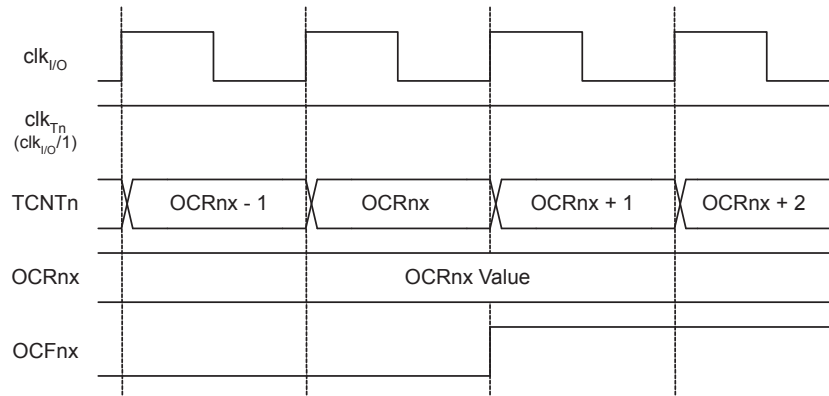 clkI/O
clkTn
(clkI/O/1)
TCNTn OCRnx - 1 OCRnx OCRnx + 1 OCRnx + 2
OCRnx OCRnx Value
OCFnx